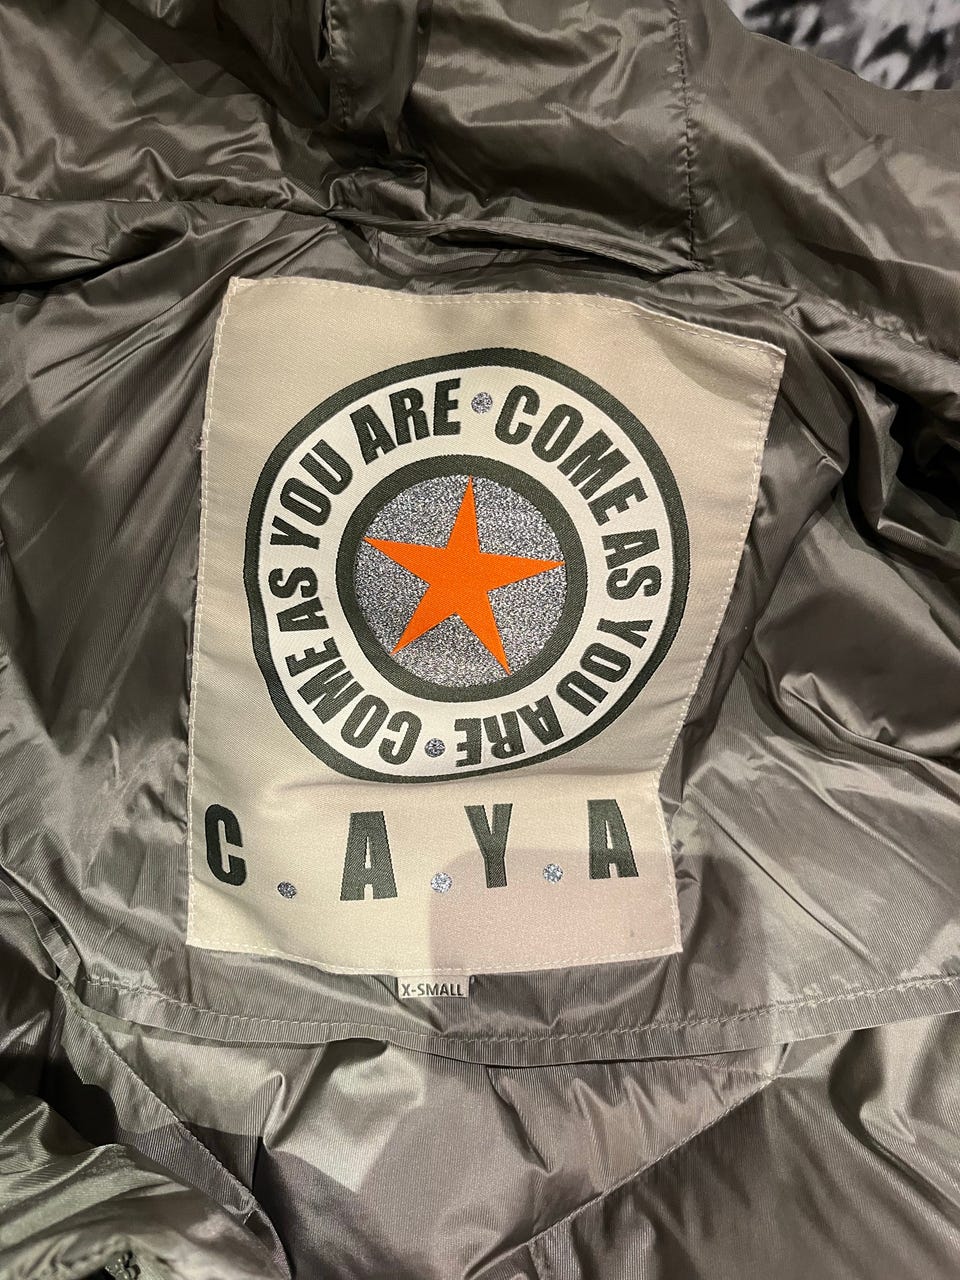 COME AS YOU ARE • COME AS YOU ARE •
C.A.Y.A
X-SMALL